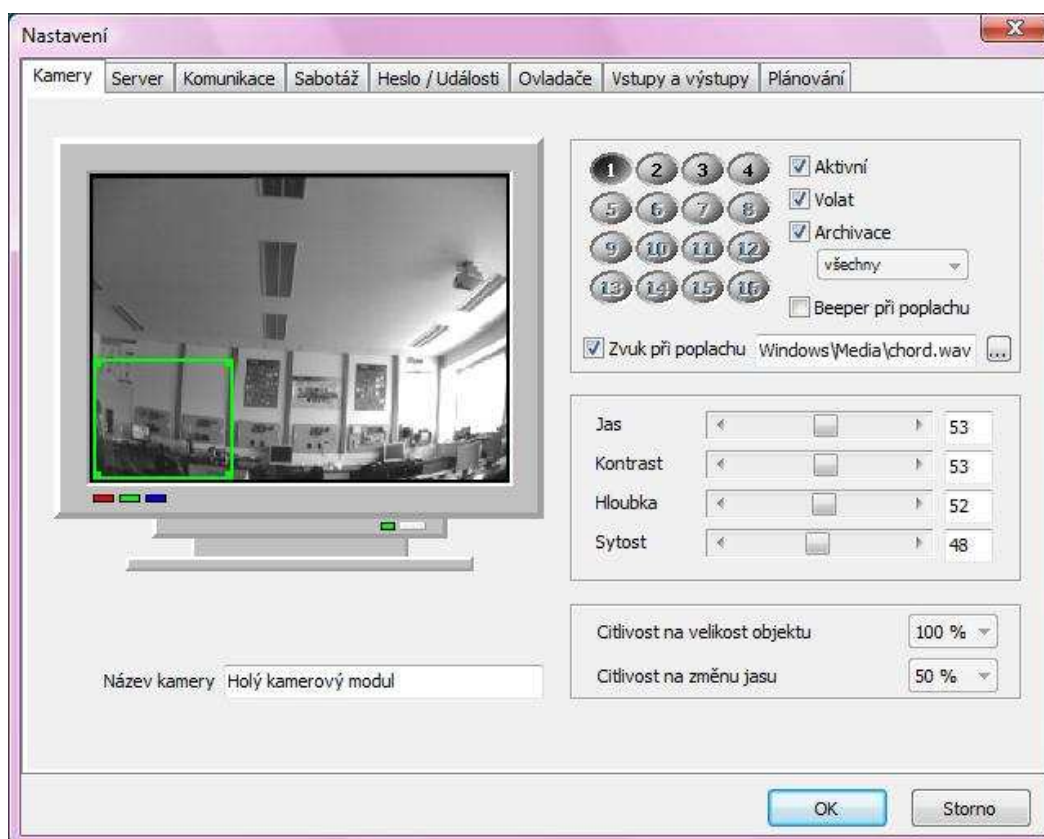 Nastavení
Kamery Server Komunikace Sabotáž Heslo / Události Ovladače Vstupy a výstupy Plánování
1 2 3 4
5 6 7 8
9 10 11 12
13 14 15 16
Aktivní
Volat
Archivace
všechny
Beeper při poplachu
Zvuk při poplachu Windows\Media\chord.wav ...
Jas 53
Kontrast 53
Hloubka 52
Sytost 48
Citlivost na velikost objektu 100 %
Citlivost na změnu jasu 50 %
Název kamery Holý kamerový modul
OK Storno